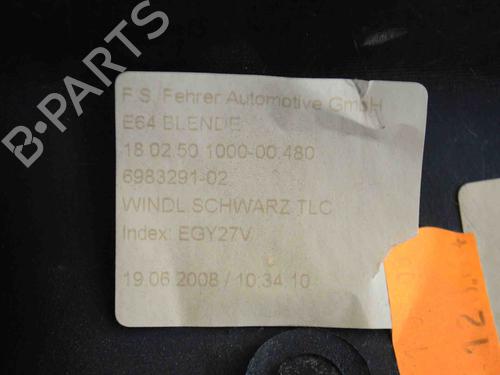 B-PARTS
F.S. Fehrer Automotive GmbH
E64 BLENDE
18.02.50.1000-00.480
6983291-02
WINDL.SCHWARZ TLC
Index: EGY27V
19.06.2008 / 10:34:10